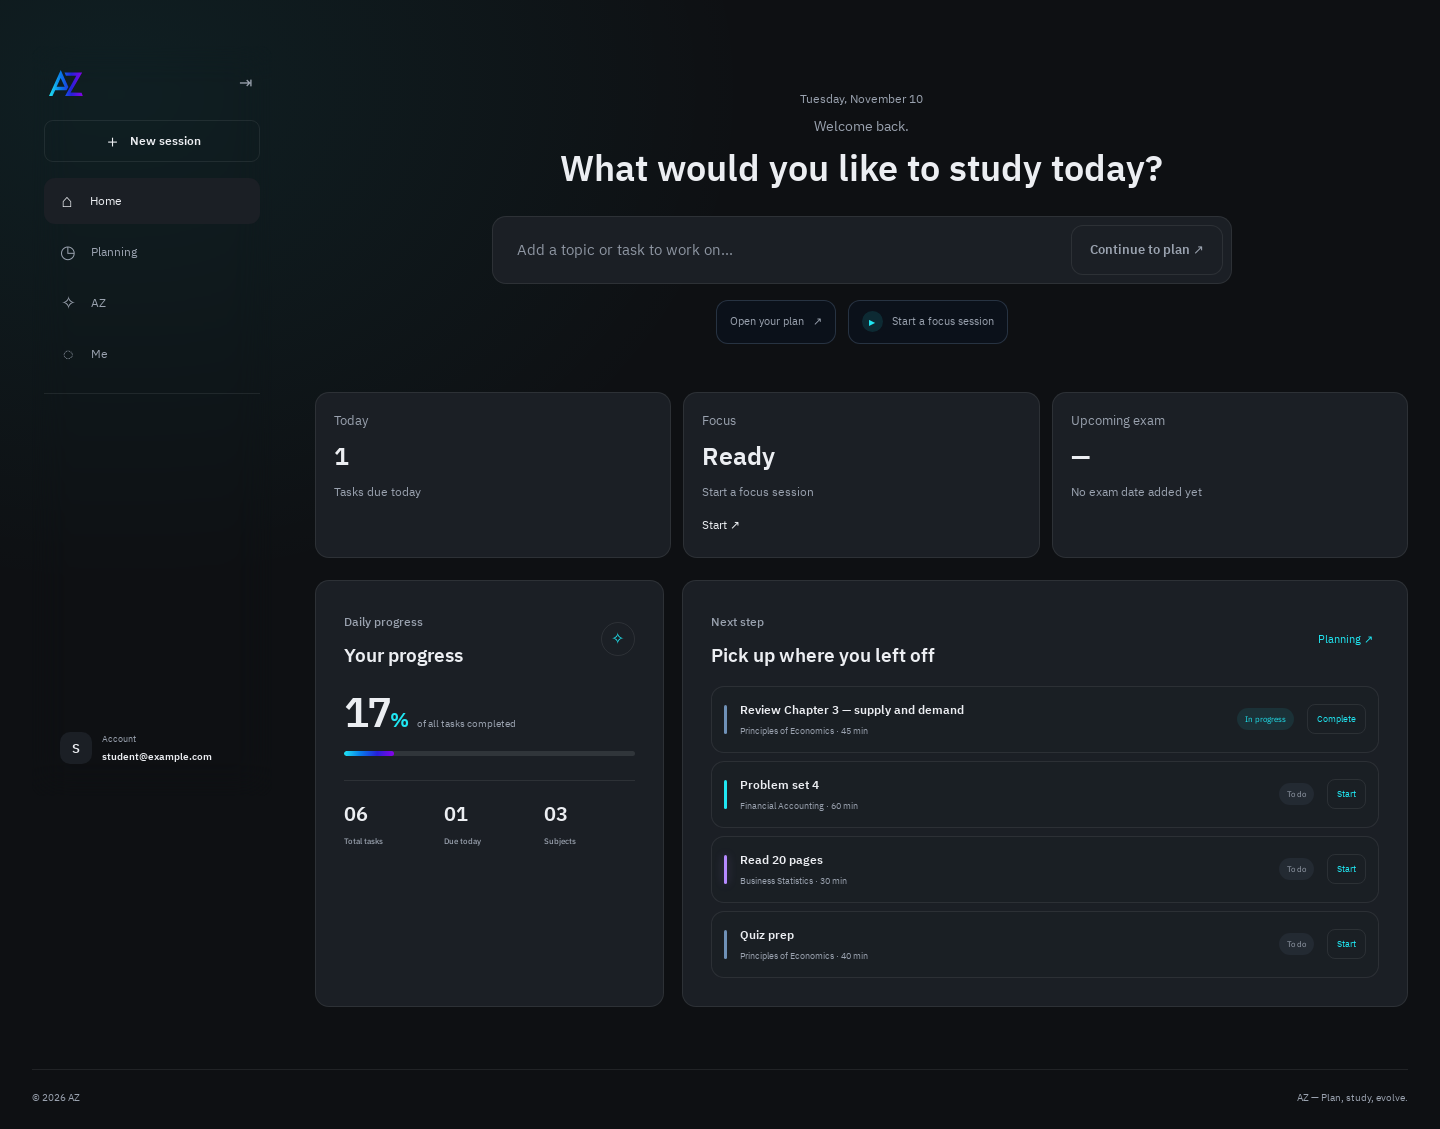 AZ
New session
Home
Planning
AZ
Me
Account
S
student@example.com
Tuesday, November 10
Welcome back.
What would you like to study today?
Add a topic or task to work on...
Continue to plan ↗
Open your plan ↗
Start a focus session
Today
1
Tasks due today
Focus
Ready
Start a focus session
Start ↗
Upcoming exam
—
No exam date added yet
Daily progress
Your progress
17% of all tasks completed
06
Total tasks
01
Due today
03
Subjects
Next step
Pick up where you left off
Planning ↗
Review Chapter 3 — supply and demand
Principles of Economics · 45 min
In progress
Complete
Problem set 4
Financial Accounting · 60 min
To do
Start
Read 20 pages
Business Statistics · 30 min
To do
Start
Quiz prep
Principles of Economics · 40 min
To do
Start
© 2026 AZ
AZ — Plan, study, evolve.